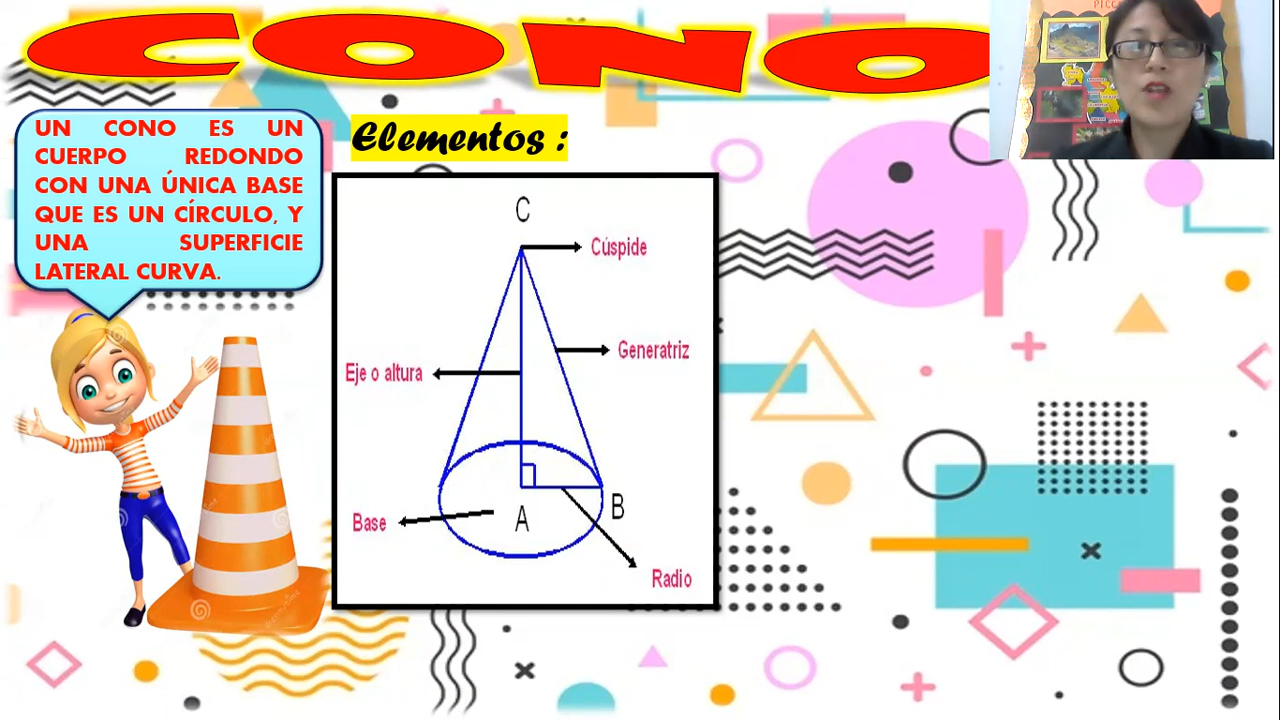 CONO
UN CONO ES UN
CUERPO REDONDO
CON UNA ÚNICA BASE
QUE ES UN CÍRCULO, Y
UNA SUPERFICIE
LATERAL CURVA.
Elementos :
C
Cúspide
Generatriz
Eje o altura
Base
A
B
Radio